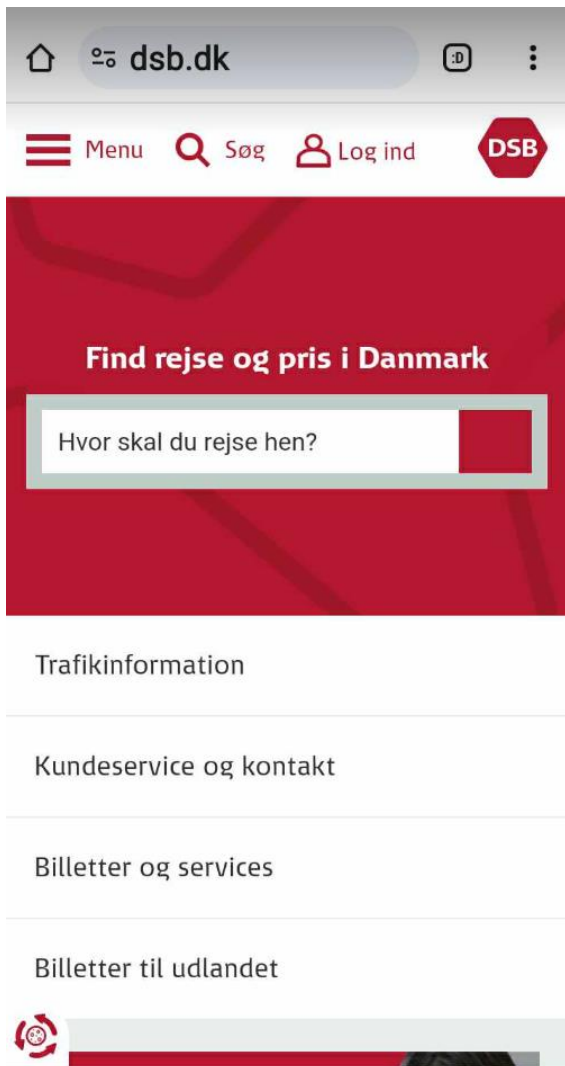 dsb.dk
:D
Menu
Søg
Log ind
DSB
Find rejse og pris i Danmark
Hvor skal du rejse hen?
Trafikinformation
Kundeservice og kontakt
Billetter og services
Billetter til udlandet